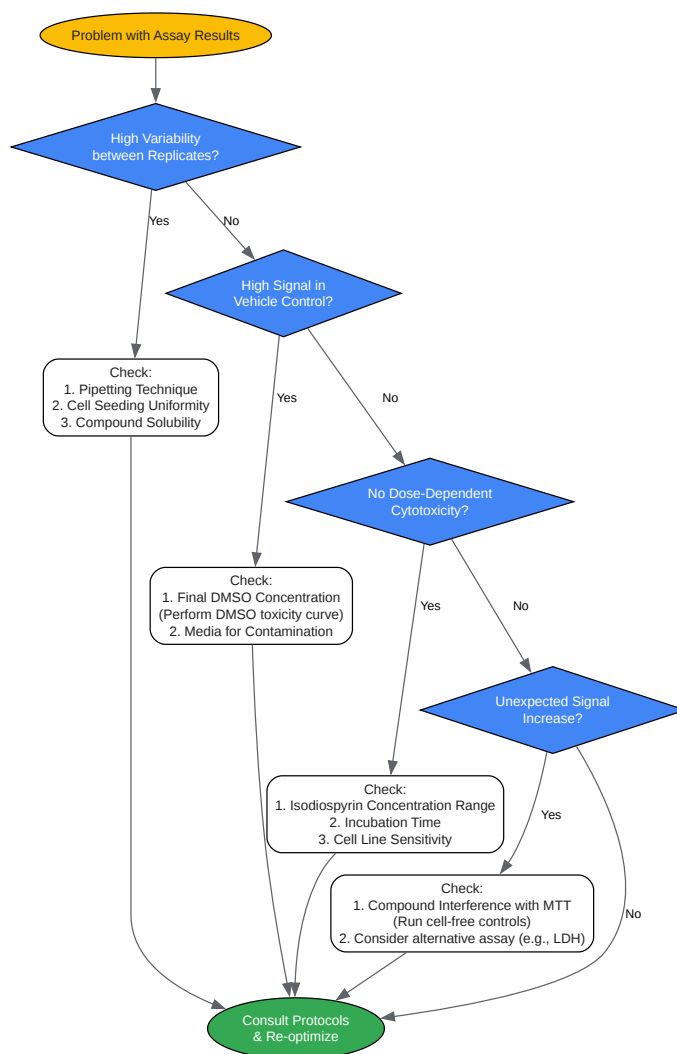 Problem with Assay Results
High Variability
between Replicates?
Yes
No
High Signal in
Vehicle Control?
Check:
1. Pipetting Technique
2. Cell Seeding Uniformity
3. Compound Solubility
Yes
No
No Dose-Dependent
Cytotoxicity?
Check:
1. Final DMSO Concentration
(Perform DMSO toxicity curve)
2. Media for Contamination
Yes
No
Unexpected Signal
Increase?
Check:
1. Isodiospyrin Concentration Range
2. Incubation Time
3. Cell Line Sensitivity
Yes
Check:
1. Compound Interference with MTT
(Run cell-free controls)
2. Consider alternative assay (e.g., LDH)
No
Consult Protocols
& Re-optimize